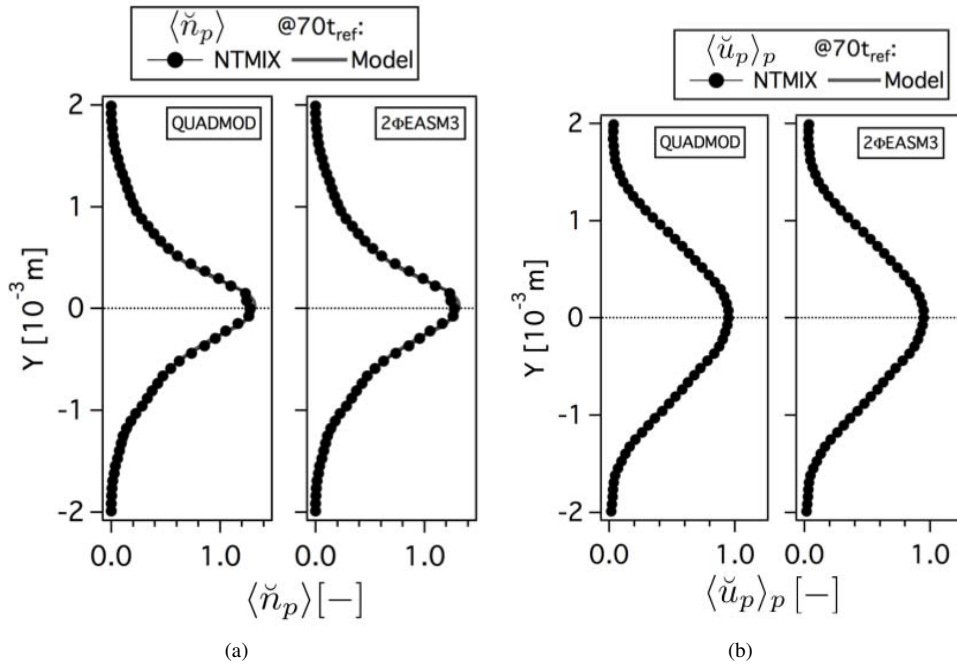 ⟨n̆_p⟩ @70t_ref:
NTMIX Model
QUADMOD
2ΦEASM3
2
1
0
-1
-2
Y [10⁻³m]
0.0 1.0 0.0 1.0
⟨n̆_p⟩ [−]
(a)
⟨ŭ_p⟩_p @70t_ref:
NTMIX Model
QUADMOD
2ΦEASM3
2
1
0
-1
-2
Y [10⁻³m]
0.0 1.0 0.0 1.0
⟨ŭ_p⟩_p [−]
(b)